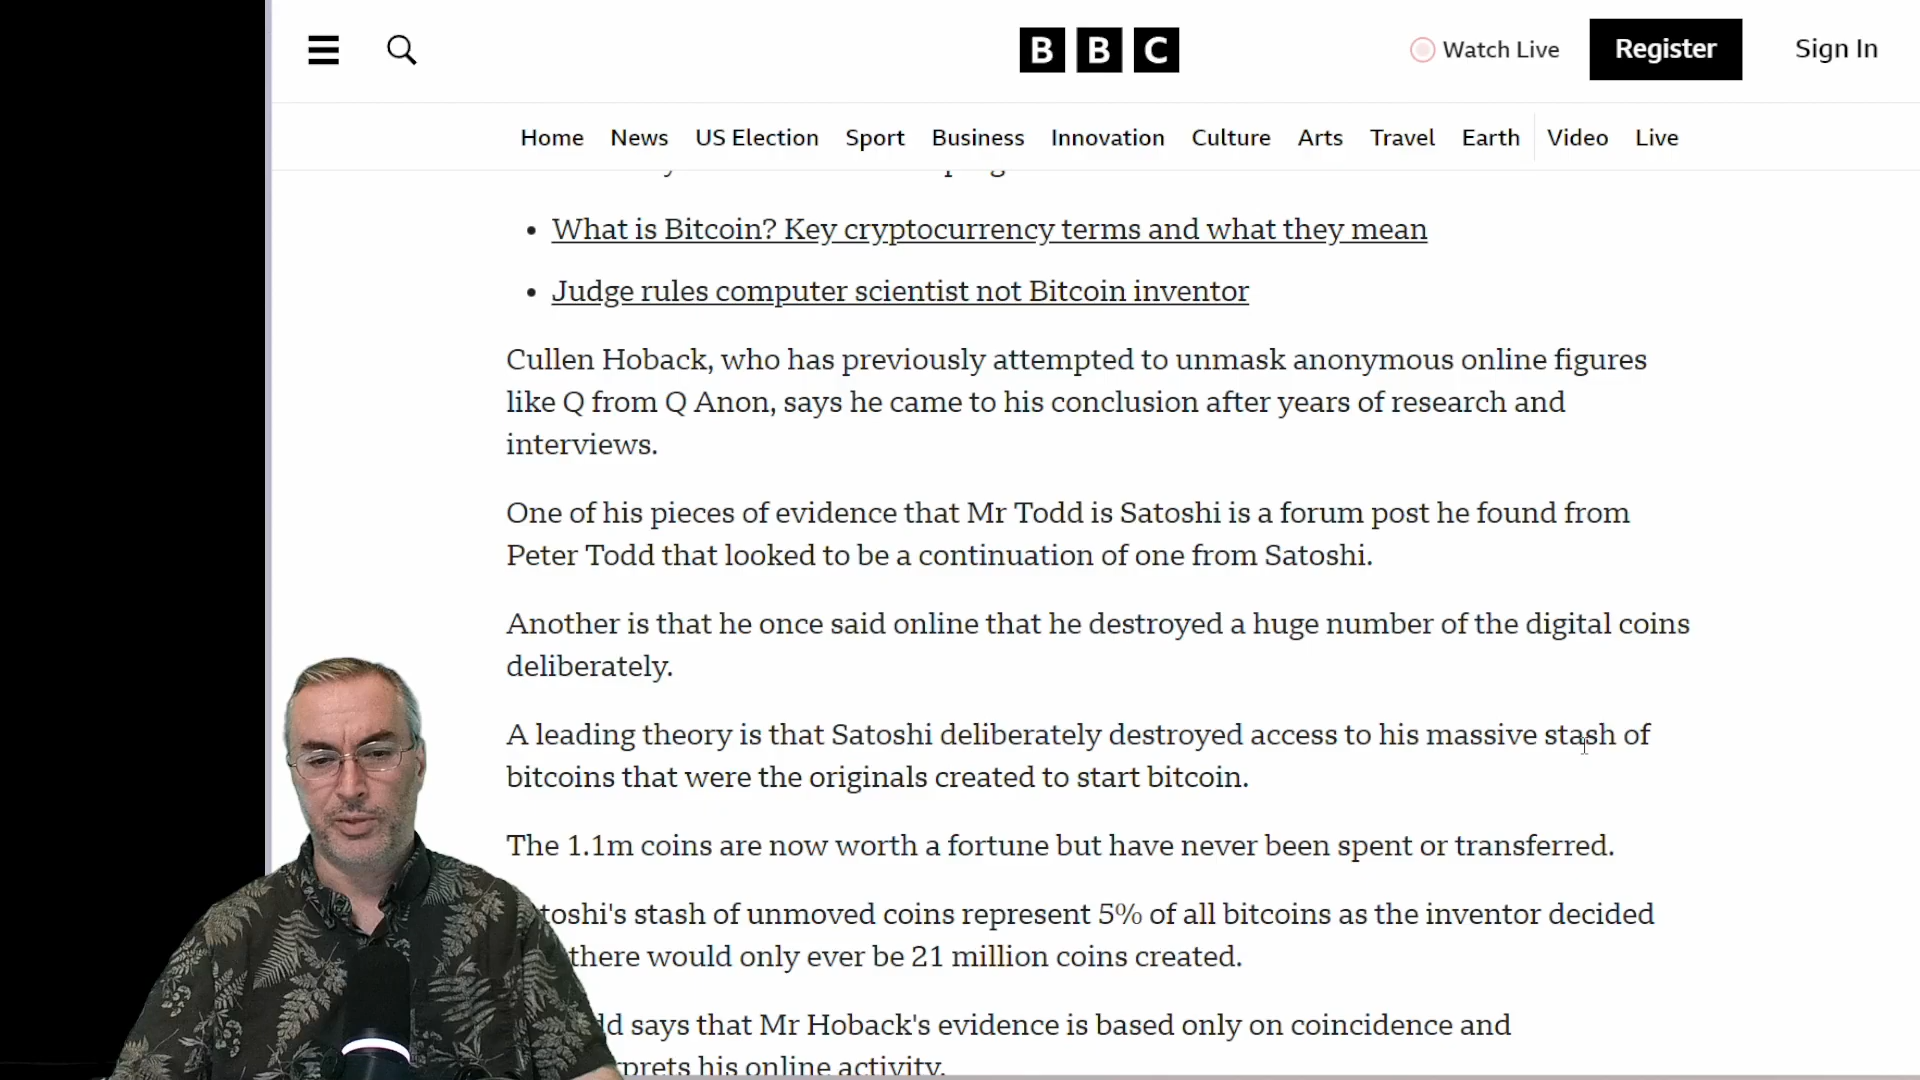 BBC
Watch Live
Register
Sign In
Home News US Election Sport Business Innovation Culture Arts Travel Earth Video Live
What is Bitcoin? Key cryptocurrency terms and what they mean
Judge rules computer scientist not Bitcoin inventor
Cullen Hoback, who has previously attempted to unmask anonymous online figures
like Q from Q Anon, says he came to his conclusion after years of research and
interviews.
One of his pieces of evidence that Mr Todd is Satoshi is a forum post he found from
Peter Todd that looked to be a continuation of one from Satoshi.
Another is that he once said online that he destroyed a huge number of the digital coins
deliberately.
A leading theory is that Satoshi deliberately destroyed access to his massive stash of
bitcoins that were the originals created to start bitcoin.
The 1.1m coins are now worth a fortune but have never been spent or transferred.
toshi's stash of unmoved coins represent 5% of all bitcoins as the inventor decided
there would only ever be 21 million coins created.
dd says that Mr Hoback's evidence is based only on coincidence and
rprets his online activity.